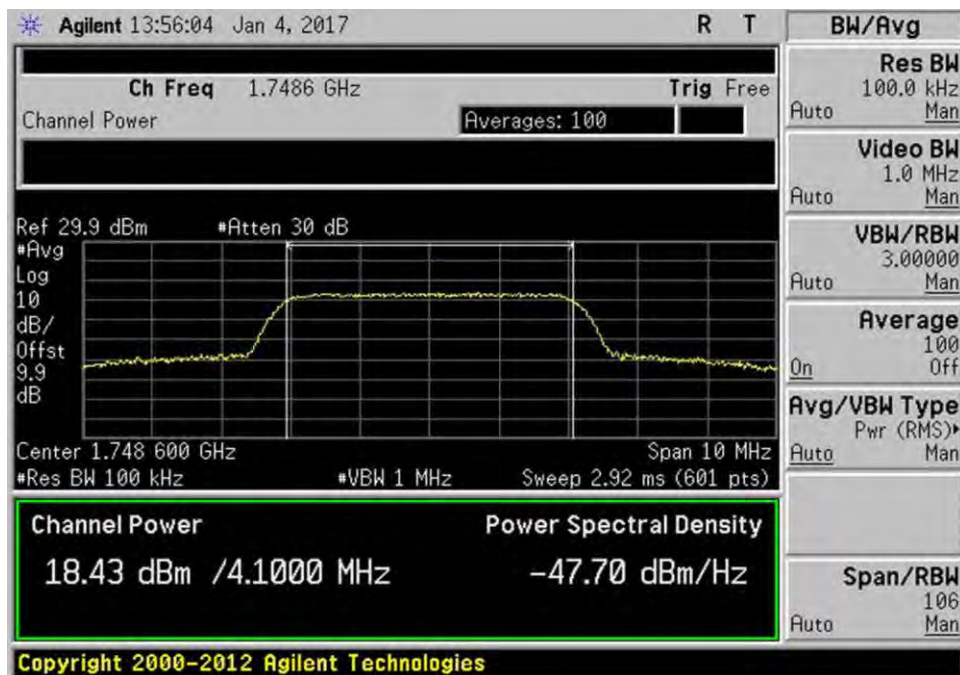 Agilent 13:56:04 Jan 4, 2017 R T
Ch Freq 1.7486 GHz Trig Free
Channel Power Averages: 100
Ref 29.9 dBm #Atten 30 dB
#Avg
Log
10
dB/
Offst
9.9
dB
Center 1.748 600 GHz Span 10 MHz
#Res BW 100 kHz #VBW 1 MHz Sweep 2.92 ms (601 pts)
Channel Power Power Spectral Density
18.43 dBm /4.1000 MHz -47.70 dBm/Hz
Copyright 2000-2012 Agilent Technologies
BW/Avg
Res BW
100.0 kHz
Auto Man
Video BW
1.0 MHz
Auto Man
VBW/RBW
3.00000
Auto Man
Average
100
On Off
Avg/VBW Type
Pwr (RMS)
Auto Man
Span/RBW
106
Auto Man